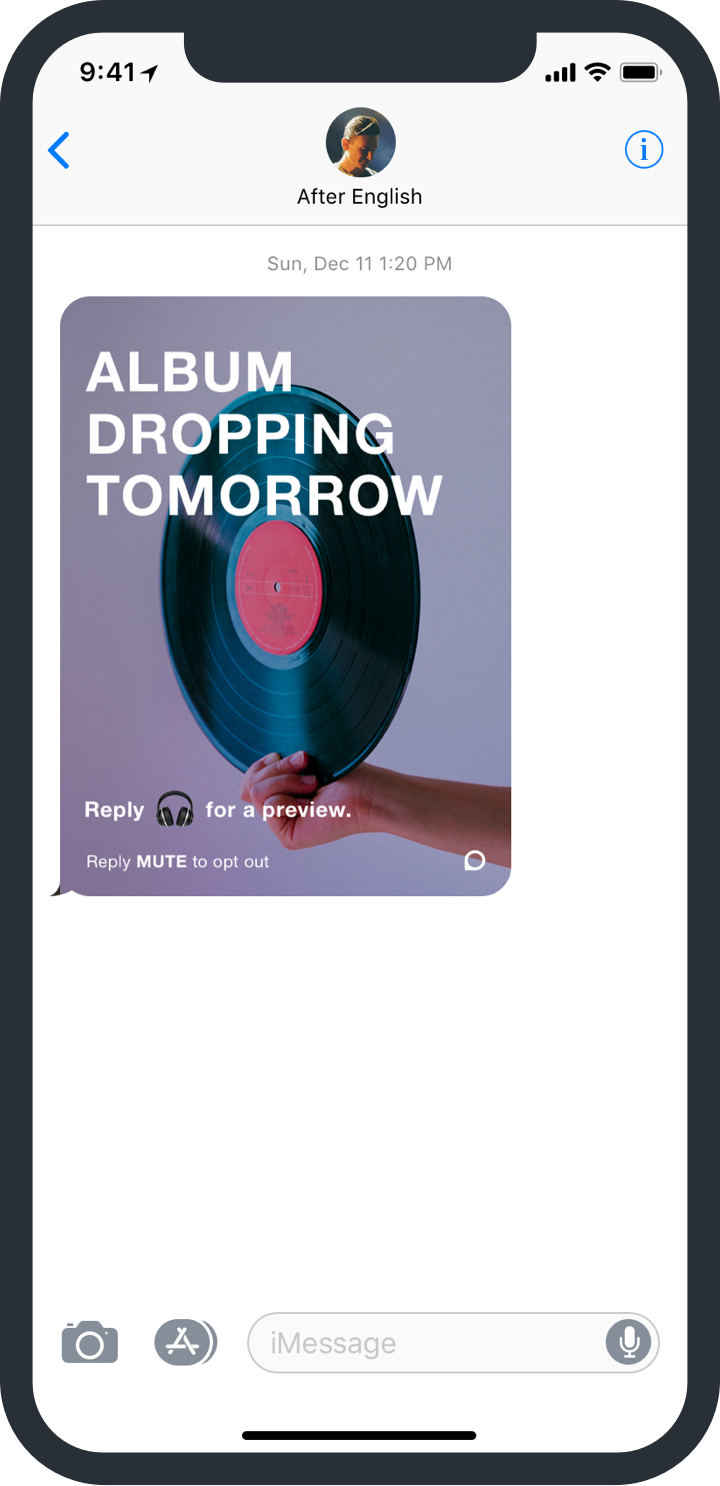 9:41
After English
Sun, Dec 11 1:20 PM
ALBUM
DROPPING
TOMORROW
Reply 🎧 for a preview.
Reply MUTE to opt out
iMessage